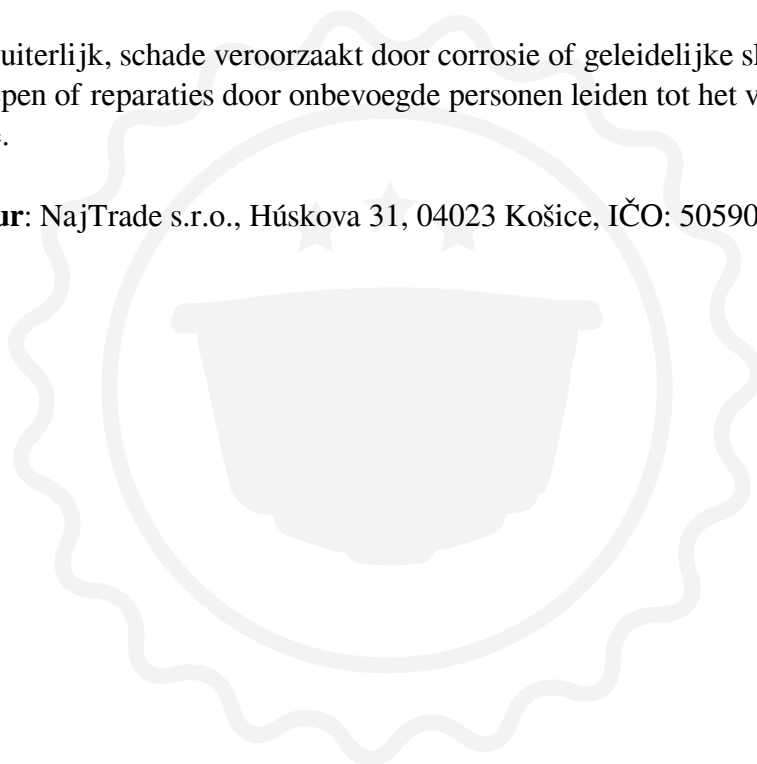 uiterlijk, schade veroorzaakt door corrosie of geleidelijke
pen of reparaties door onbevoegde personen leiden tot het
ur: NajTrade s.r.o., Húskova 31, 04023 Košice, IČO: 50590